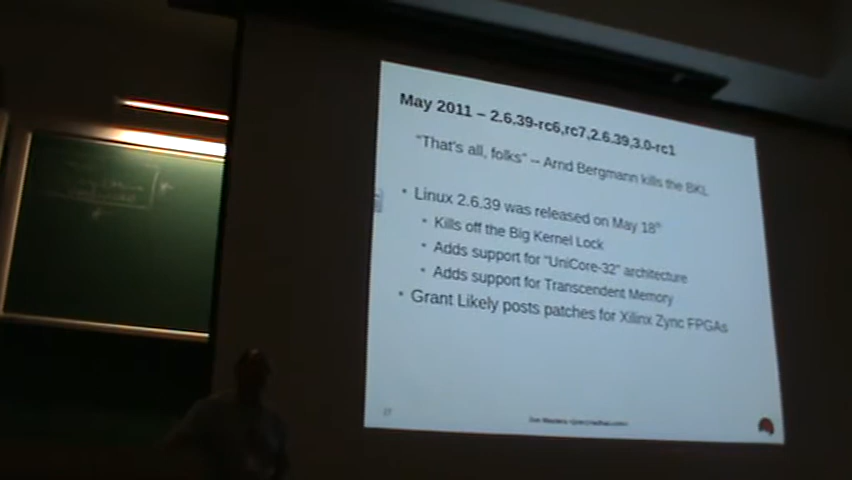 May 2011 – 2.6.39-rc6,rc7,2.6.39,3.0-rc1
"That's all, folks" – Arnd Bergmann kills the BKL
• Linux 2.6.39 was released on May 18th
• Kills off the Big Kernel Lock
• Adds support for "UniCore-32" architecture
• Adds support for Transcendent Memory
• Grant Likely posts patches for Xilinx Zync FPGAs